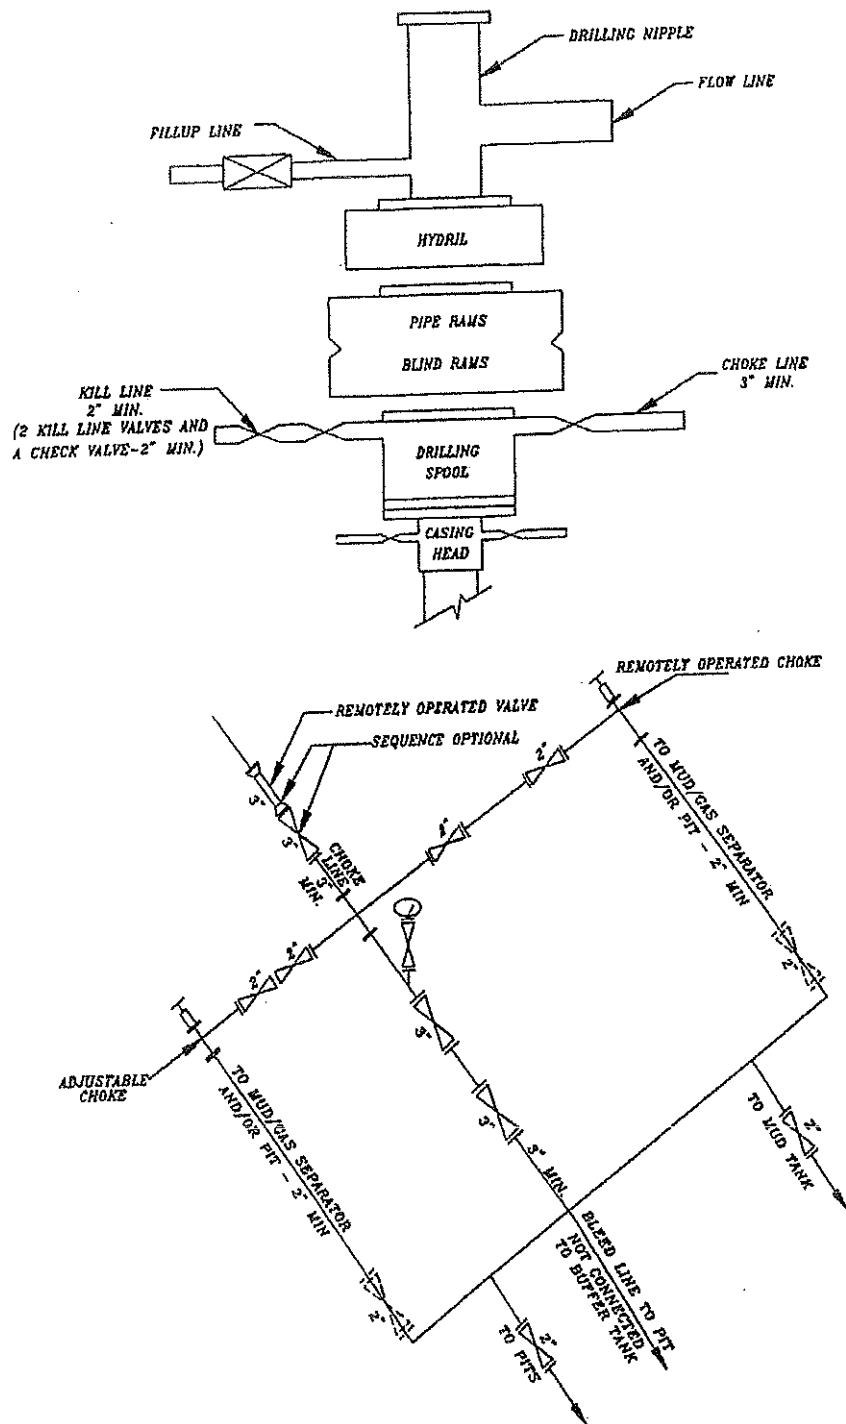 DRILLING NIPPLE
FLOW LINE
FILLUP LINE
HYDRIL
PIPE RAMS
BLIND RAMS
CHOKE LINE
3" MIN.
KILL LINE
2" MIN.
(2 KILL LINE VALVES AND
A CHECK VALVE-2" MIN.)
DRILLING
SPOOL
CASING
HEAD
REMOTELY OPERATED CHOKE
REMOTELY OPERATED VALVE
SEQUENCE OPTIONAL
3"
3"
CHOKE
LINE
3"
MIN.
2"
TO MUD/GAS SEPARATOR
AND/OR PIT - 2" MIN
2"
2"
2"
3"
3"
3" MIN.
ADJUSTABLE
CHOKE
TO MUD/GAS SEPARATOR
AND/OR PIT - 2" MIN
2"
2"
TO MUD TANK
BLEED LINE TO PIT
NOT CONNECTED
TO BUFFER TANK
2"
TO PITS